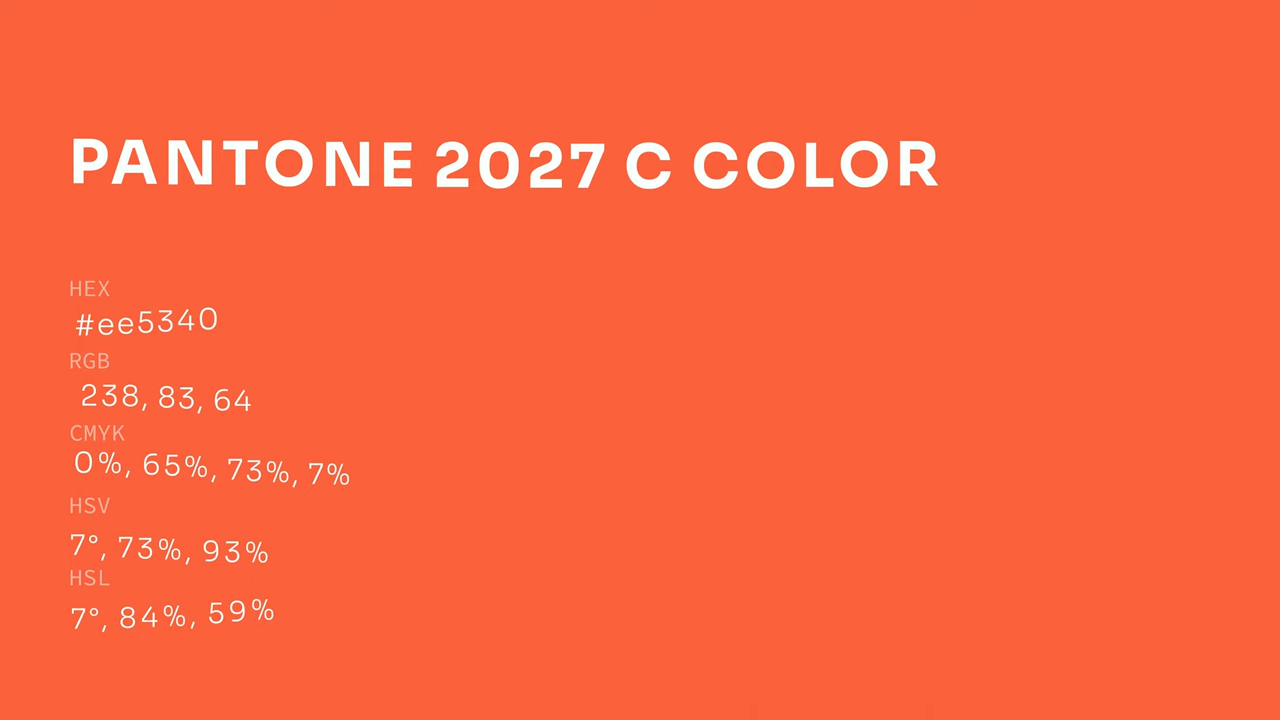 PANTONE 2027 C COLOR
HEX
#ee5340
RGB
238, 83, 64
CMYK
0%, 65%, 73%, 7%
HSV
7°, 73%, 93%
HSL
7°, 84%, 59%